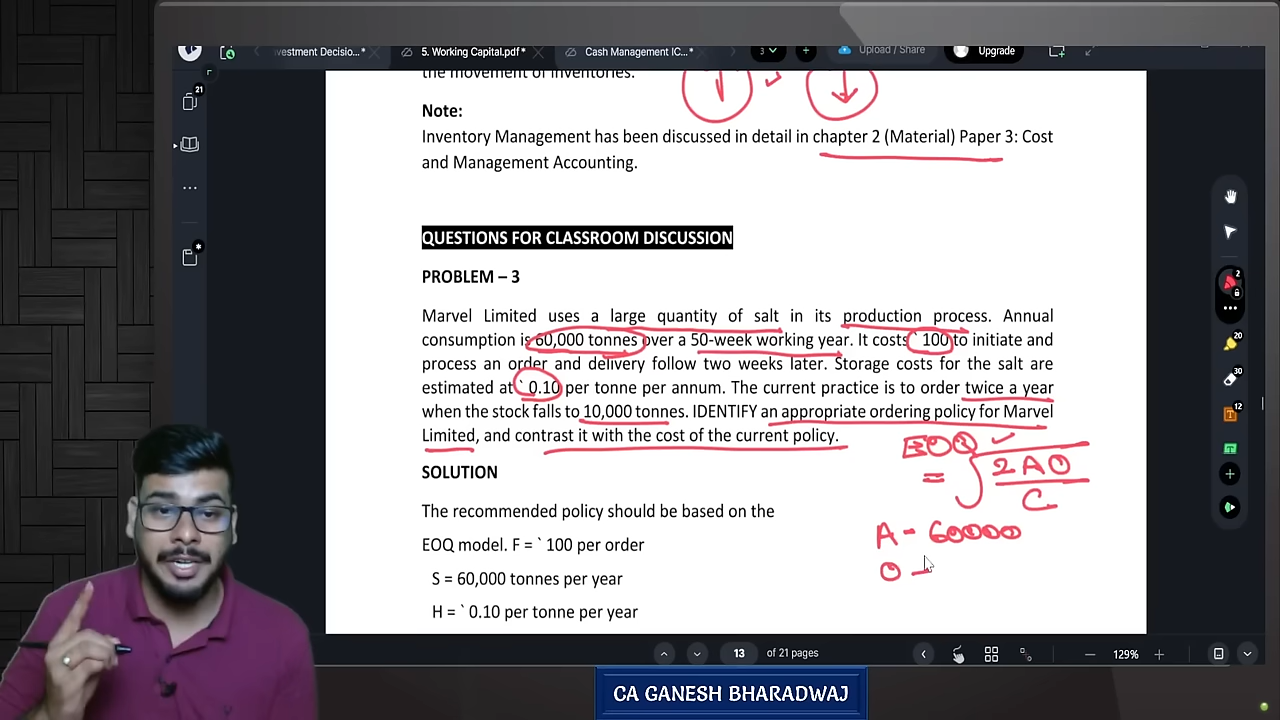 vestment Decisio...*
5. Working Capital.pdf *
Cash Management IC...*
3
Upload / Share
Upgrade
the movement of inventories.
Note:
Inventory Management has been discussed in detail in chapter 2 (Material) Paper 3: Cost
and Management Accounting.
QUESTIONS FOR CLASSROOM DISCUSSION
PROBLEM – 3
Marvel Limited uses a large quantity of salt in its production process. Annual
consumption is 60,000 tonnes over a 50-week working year. It costs ` 100 to initiate and
process an order and delivery follow two weeks later. Storage costs for the salt are
estimated at ` 0.10 per tonne per annum. The current practice is to order twice a year
when the stock falls to 10,000 tonnes. IDENTIFY an appropriate ordering policy for Marvel
Limited, and contrast it with the cost of the current policy.
EOQ
= √2AO
C
SOLUTION
The recommended policy should be based on the
A - 60000
EOQ model. F = ` 100 per order
O -
S = 60,000 tonnes per year
H = ` 0.10 per tonne per year
21
2
20
30
12
13
of 21 pages
129%
CA GANESH BHARADWAJ